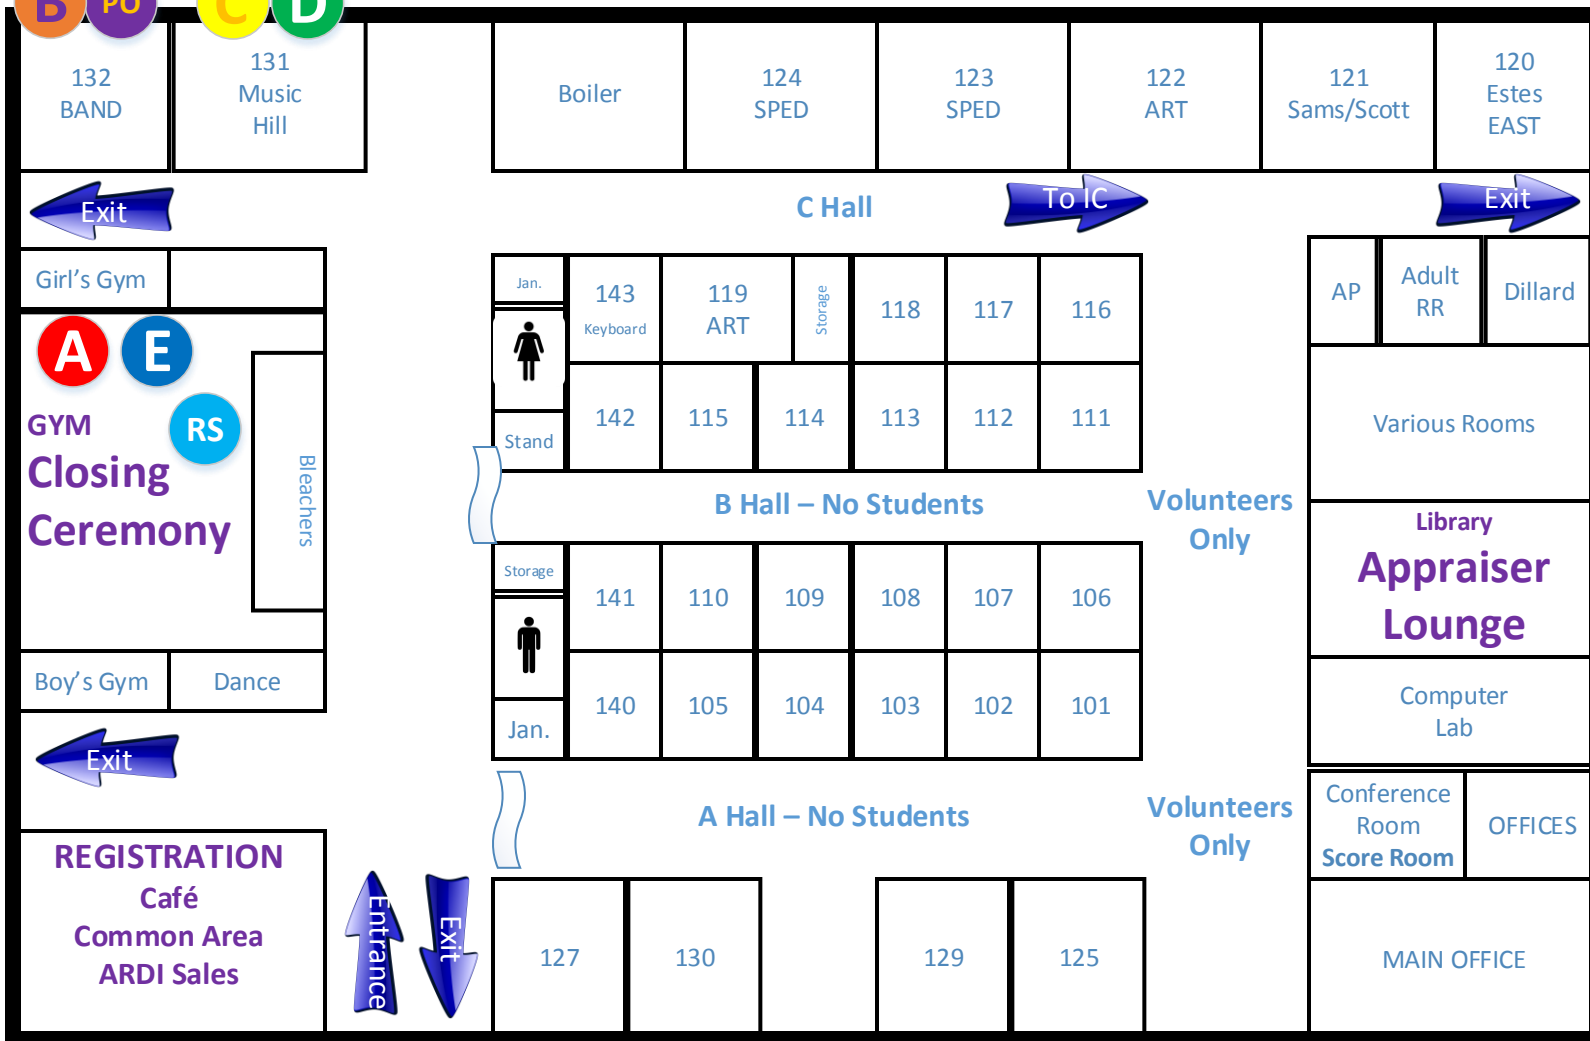 B PO C D
132
BAND
131
Music
Hill
Boiler
124
SPED
123
SPED
122
ART
121
Sams/Scott
120
Estes
EAST
Exit
C Hall
To IC
Exit
Girl's Gym
Jan.
143
Keyboard
119
ART
Storage
118
117
116
AP
Adult
RR
Dillard
A E
RS
GYM
Closing
Ceremony
Bleachers
Stand
142
115
114
113
112
111
Various Rooms
B Hall – No Students
Volunteers
Only
Library
Appraiser
Lounge
Storage
141
110
109
108
107
106
Boy's Gym
Dance
Jan.
140
105
104
103
102
101
Computer
Lab
Exit
A Hall – No Students
Volunteers
Only
Conference
Room
Score Room
OFFICES
REGISTRATION
Café
Common Area
ARDI Sales
Entrance
Exit
127
130
129
125
MAIN OFFICE